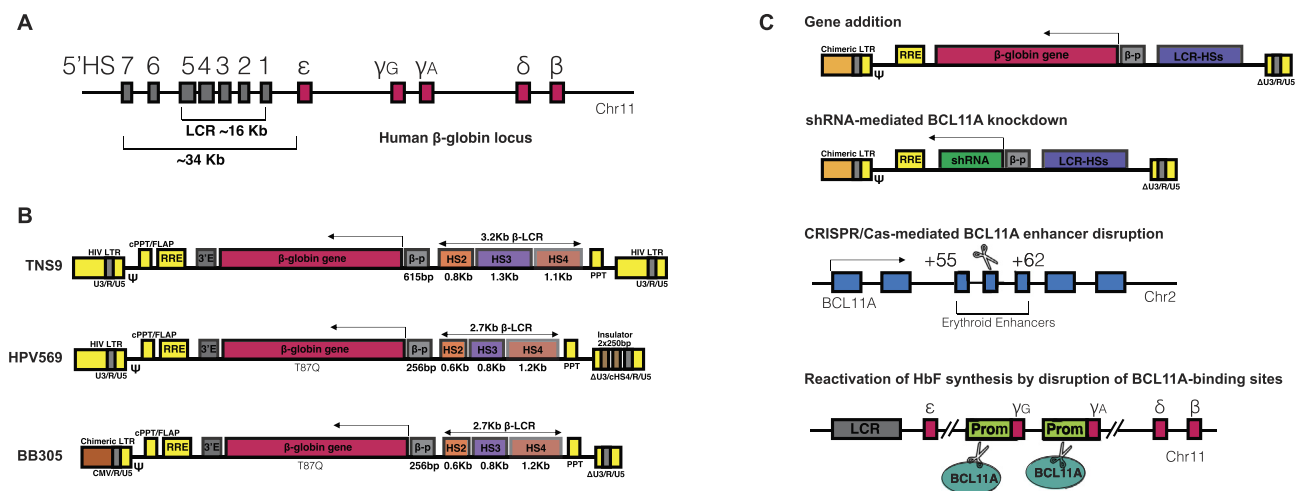 A
5'HS 7 6 5 4 3 2 1 ε γG γA δ β
Chr11
LCR ~16 Kb
Human β-globin locus
~34 Kb
B
TNS9
HIV LTR
cPPT/FLAP
3.2Kb β-LCR
HIV LTR
RRE 3'E β-globin gene β-p HS2 HS3 HS4
U3/R/U5 Ψ 615bp 0.8Kb 1.3Kb 1.1Kb PPT U3/R/U5
HPV569
HIV LTR
cPPT/FLAP
2.7Kb β-LCR
Insulator
2x250bp
RRE 3'E β-globin gene β-p HS2 HS3 HS4
U3/R/U5 Ψ T87Q 256bp 0.6Kb 0.8Kb 1.2Kb PPT ΔU3/cHS4/R/U5
BB305
Chimeric LTR
cPPT/FLAP
2.7Kb β-LCR
RRE 3'E β-globin gene β-p HS2 HS3 HS4
CMV/R/U5 Ψ T87Q 256bp 0.6Kb 0.8Kb 1.2Kb PPT ΔU3/R/U5
C
Gene addition
Chimeric LTR
RRE β-globin gene β-p LCR-HSs
Ψ ΔU3/R/U5
shRNA-mediated BCL11A knockdown
Chimeric LTR
RRE shRNA β-p LCR-HSs
Ψ ΔU3/R/U5
CRISPR/Cas-mediated BCL11A enhancer disruption
+55 +62
BCL11A Chr2
Erythroid Enhancers
Reactivation of HbF synthesis by disruption of BCL11A-binding sites
ε γG γA δ β
LCR Prom Prom
Chr11
BCL11A BCL11A